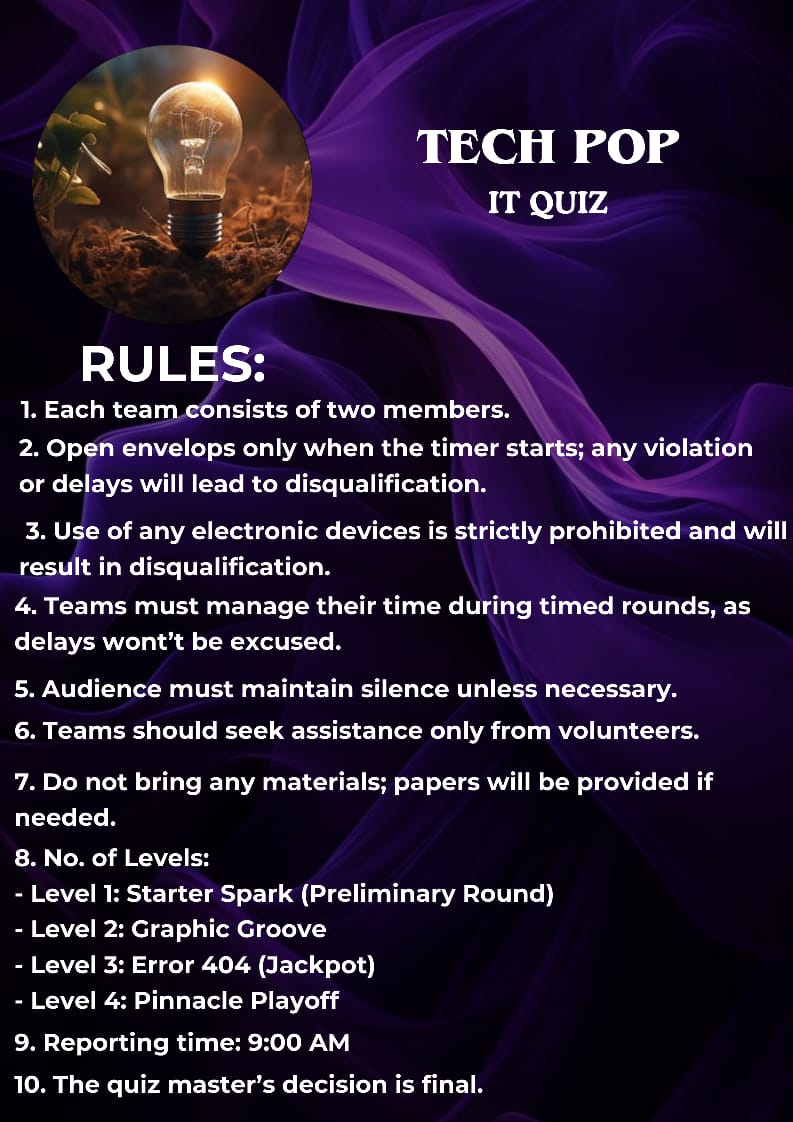 TECH POP
IT QUIZ
RULES:
1. Each team consists of two members.
2. Open envelops only when the timer starts; any violation
or delays will lead to disqualification.
3. Use of any electronic devices is strictly prohibited and will
result in disqualification.
4. Teams must manage their time during timed rounds, as
delays wont’t be excused.
5. Audience must maintain silence unless necessary.
6. Teams should seek assistance only from volunteers.
7. Do not bring any materials; papers will be provided if
needed.
8. No. of Levels:
- Level 1: Starter Spark (Preliminary Round)
- Level 2: Graphic Groove
- Level 3: Error 404 (Jackpot)
- Level 4: Pinnacle Playoff
9. Reporting time: 9:00 AM
10. The quiz master’s decision is final.